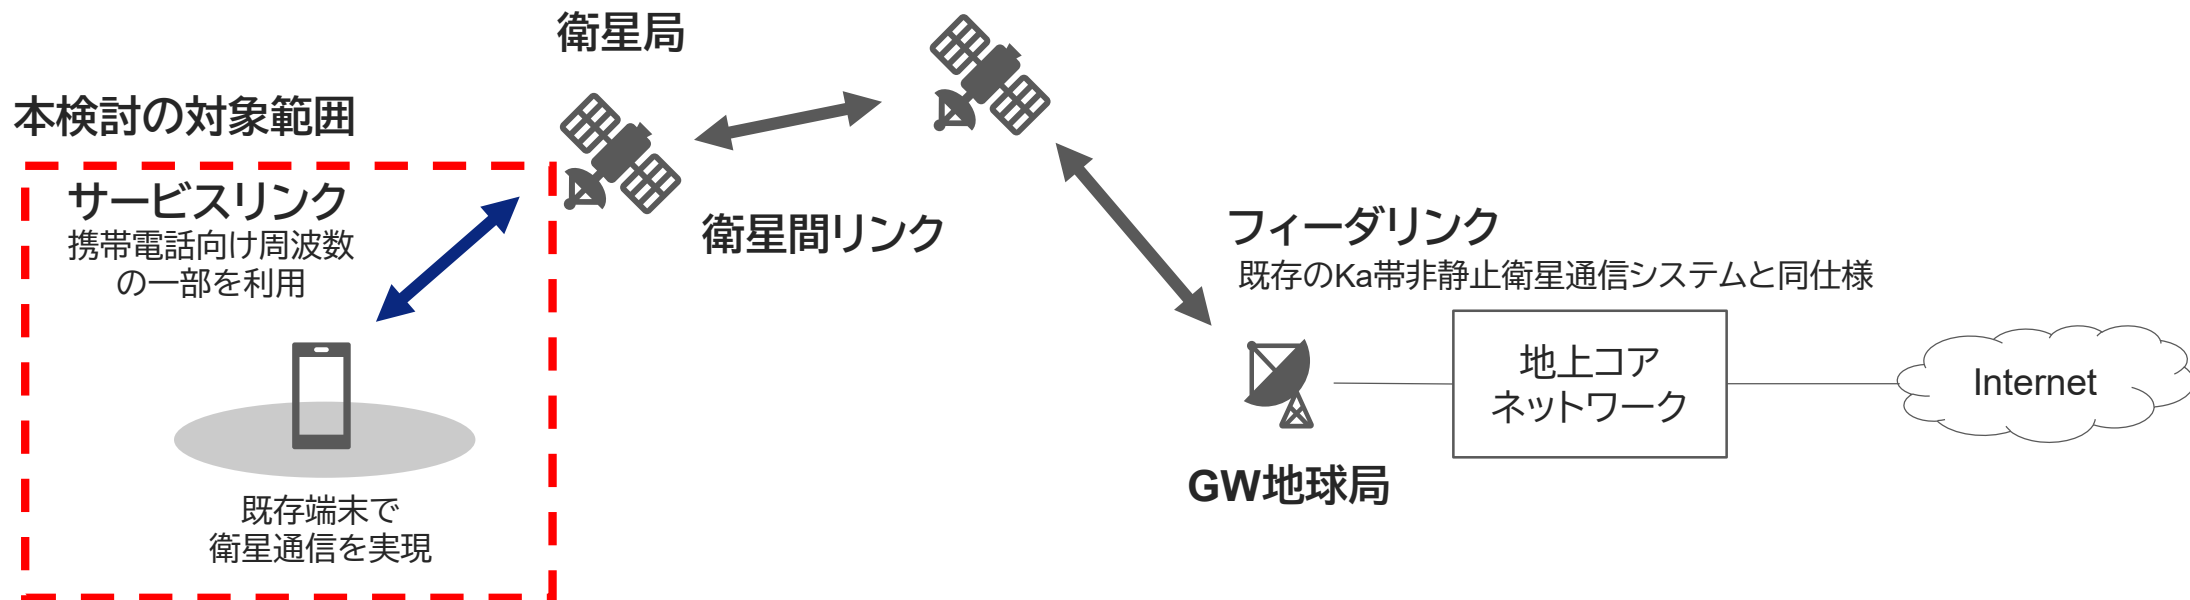 衛星局
本検討の対象範囲
サービスリンク
携帯電話向け周波数
の一部を利用
既存端末で
衛星通信を実現
衛星間リンク
フィーダリンク
既存のKa帯非静止衛星通信システムと同仕様
GW地球局
地上コア
ネットワーク
Internet